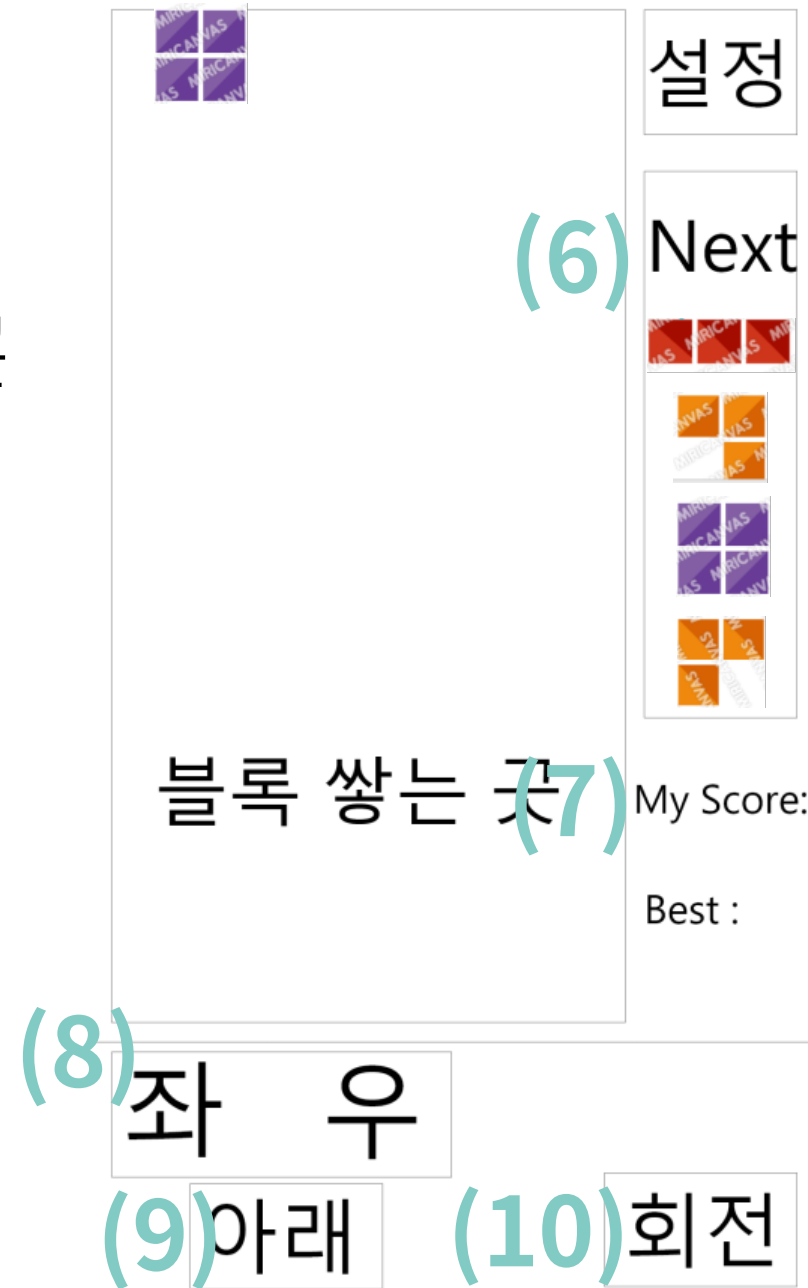 설정
(6) Next
블록 쌓는 곳
(7) My Score:
Best :
(8) 좌 우
(9) 아래
(10) 회전
MIRICANVAS